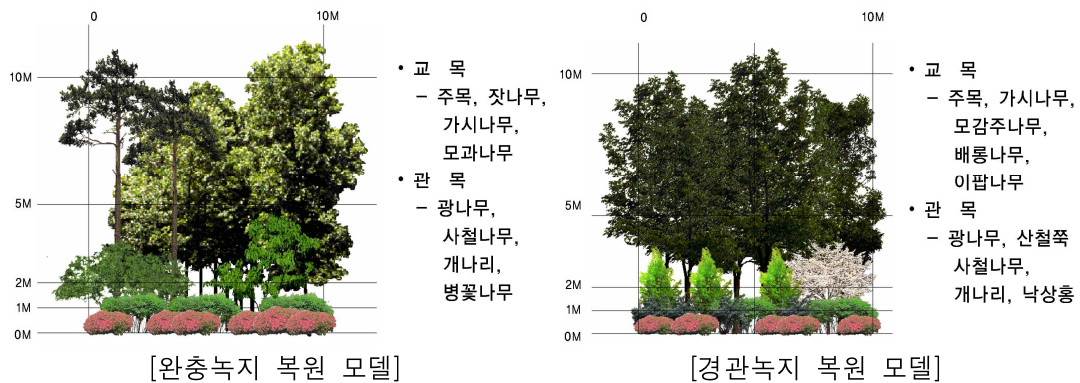 0 10M
10M
5M
2M
1M
0M
• 교 목
– 주목, 잣나무,
가시나무,
모과나무
• 관 목
– 광나무,
사철나무,
개나리,
병꽃나무
[완충녹지 복원 모델]
0 10M
10M
5M
2M
1M
0M
• 교 목
– 주목, 가시나무,
모감주나무,
배롱나무,
이팝나무
• 관 목
– 광나무, 산철쭉
사철나무,
개나리, 낙상홍
[경관녹지 복원 모델]